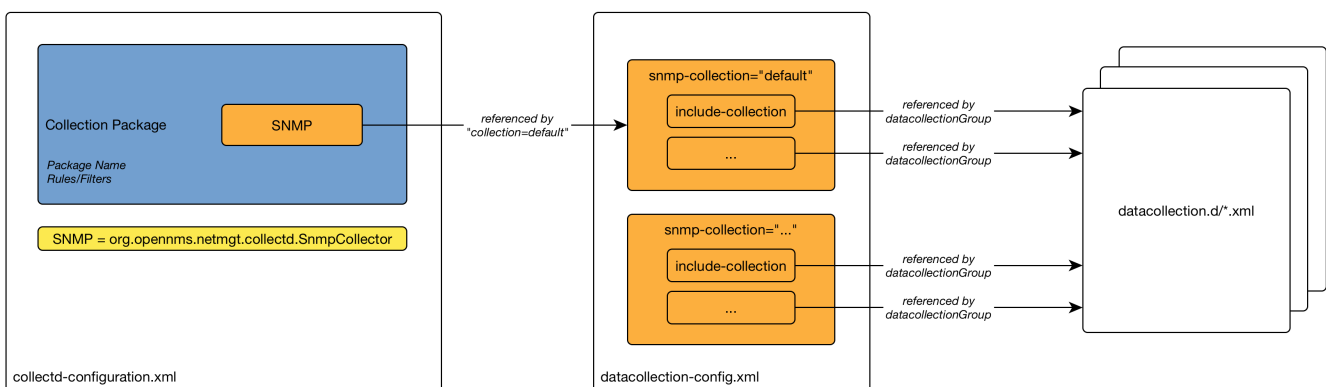 Collection Package
SNMP
Package Name
Rules/Filters
SNMP = org.opennms.netmgt.collectd.SnmpCollector
collectd-configuration.xml
referenced by
"collection=default"
snmp-collection="default"
include-collection
...
snmp-collection="..."
include-collection
...
datacollection-config.xml
referenced by
datacollectionGroup
referenced by
datacollectionGroup
referenced by
datacollectionGroup
referenced by
datacollectionGroup
datacollection.d/*.xml